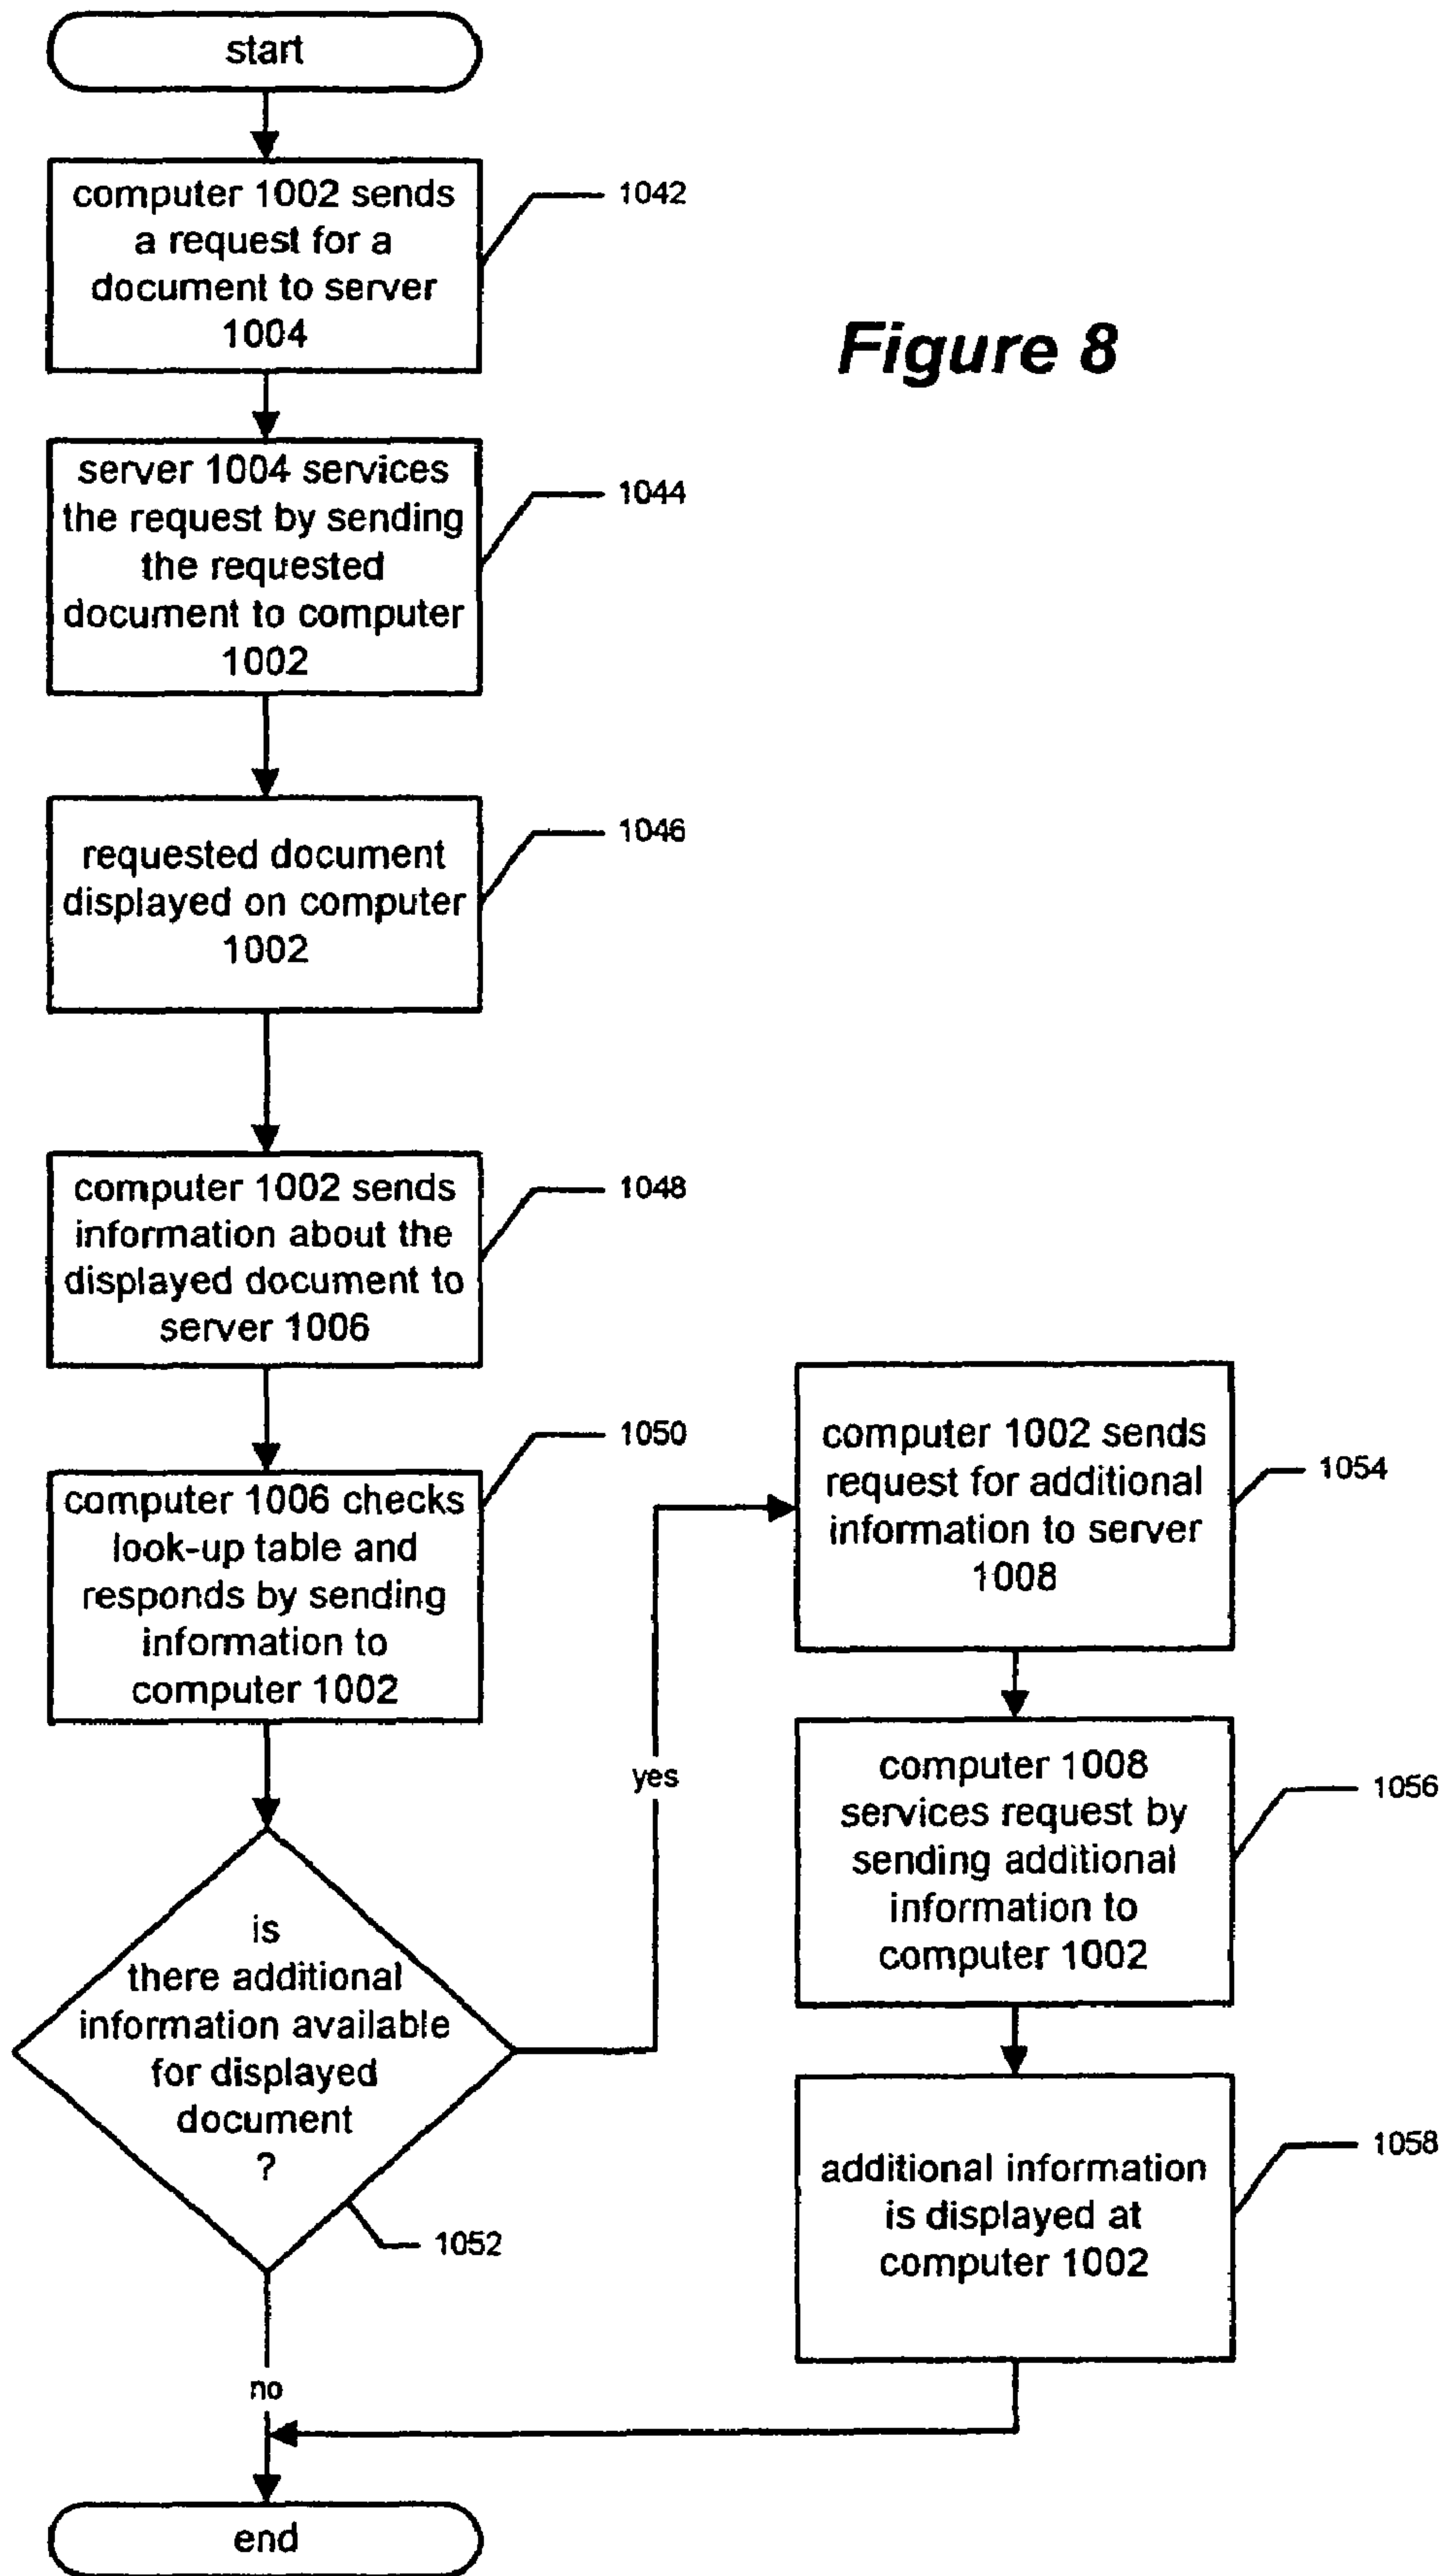 start
computer 1002 sends
a request for a
document to server
1004
1042
Figure 8
server 1004 services
the request by sending
the requested
document to computer
1002
1044
requested document
displayed on computer
1002
1046
computer 1002 sends
information about the
displayed document to
server 1006
1048
computer 1006 checks
look-up table and
responds by sending
information to
computer 1002
1050
is
there additional
information available
for displayed
document
?
1052
yes
no
computer 1002 sends
request for additional
information to server
1008
1054
computer 1008
services request by
sending additional
information to
computer 1002
1056
additional information
is displayed at
computer 1002
1058
end